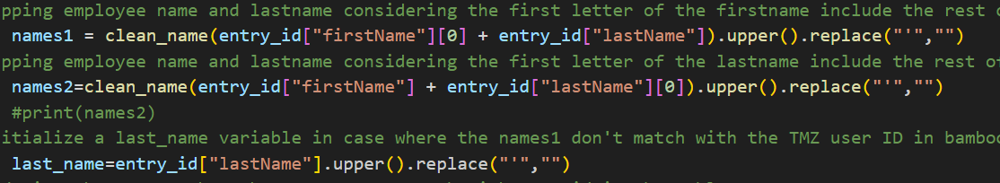 pping employee name and lastname considering the first letter of the firstname include the rest
names1 = clean_name(entry_id["firstName"][0] + entry_id["lastName"]).upper().replace("'","")
pping employee name and lastname considering the first letter of the lastname include the rest of
names2=clean_name(entry_id["firstName"] + entry_id["lastName"][0]).upper().replace("'","")
#print(names2)
itialize a last_name variable in case where the names1 don't match with the TMZ user ID in bamboo
last_name=entry_id["lastName"].upper().replace("'","")